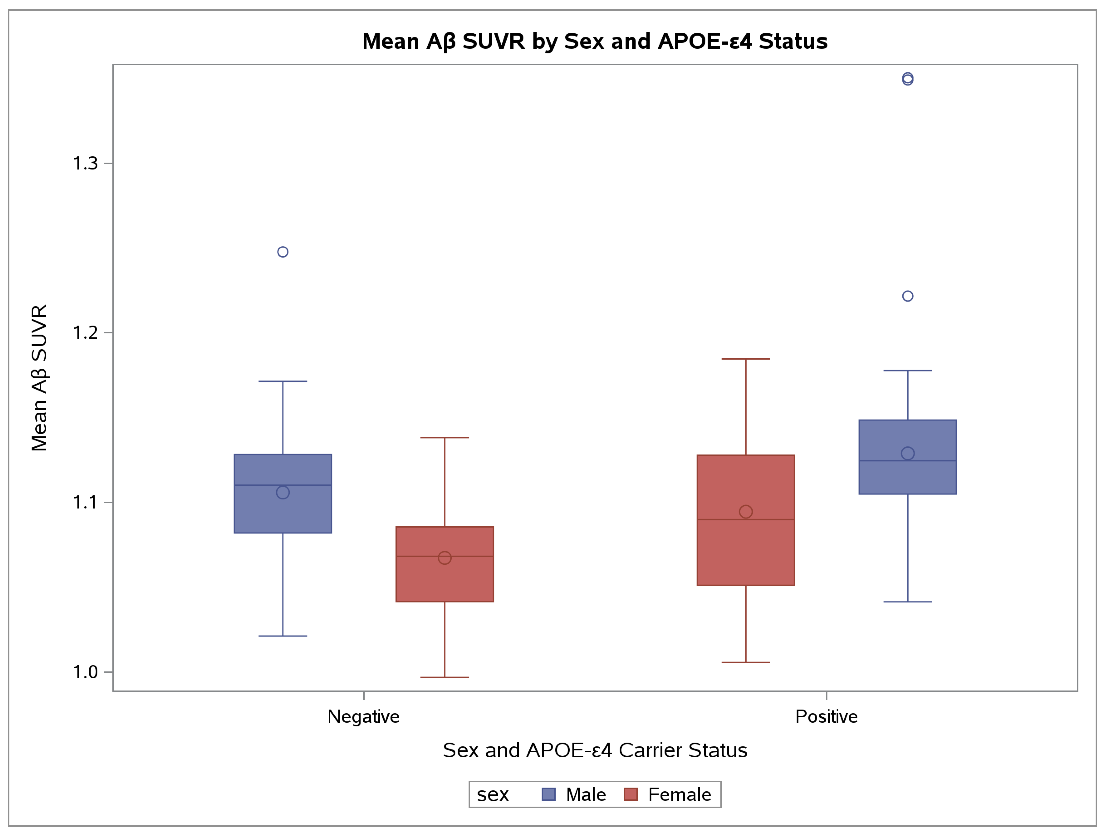 Mean Aβ SUVR by Sex and APOE-ε4 Status
Mean Aβ SUVR
1.3
1.2
1.1
1.0
Negative
Positive
Sex and APOE-ε4 Carrier Status
sex Male Female